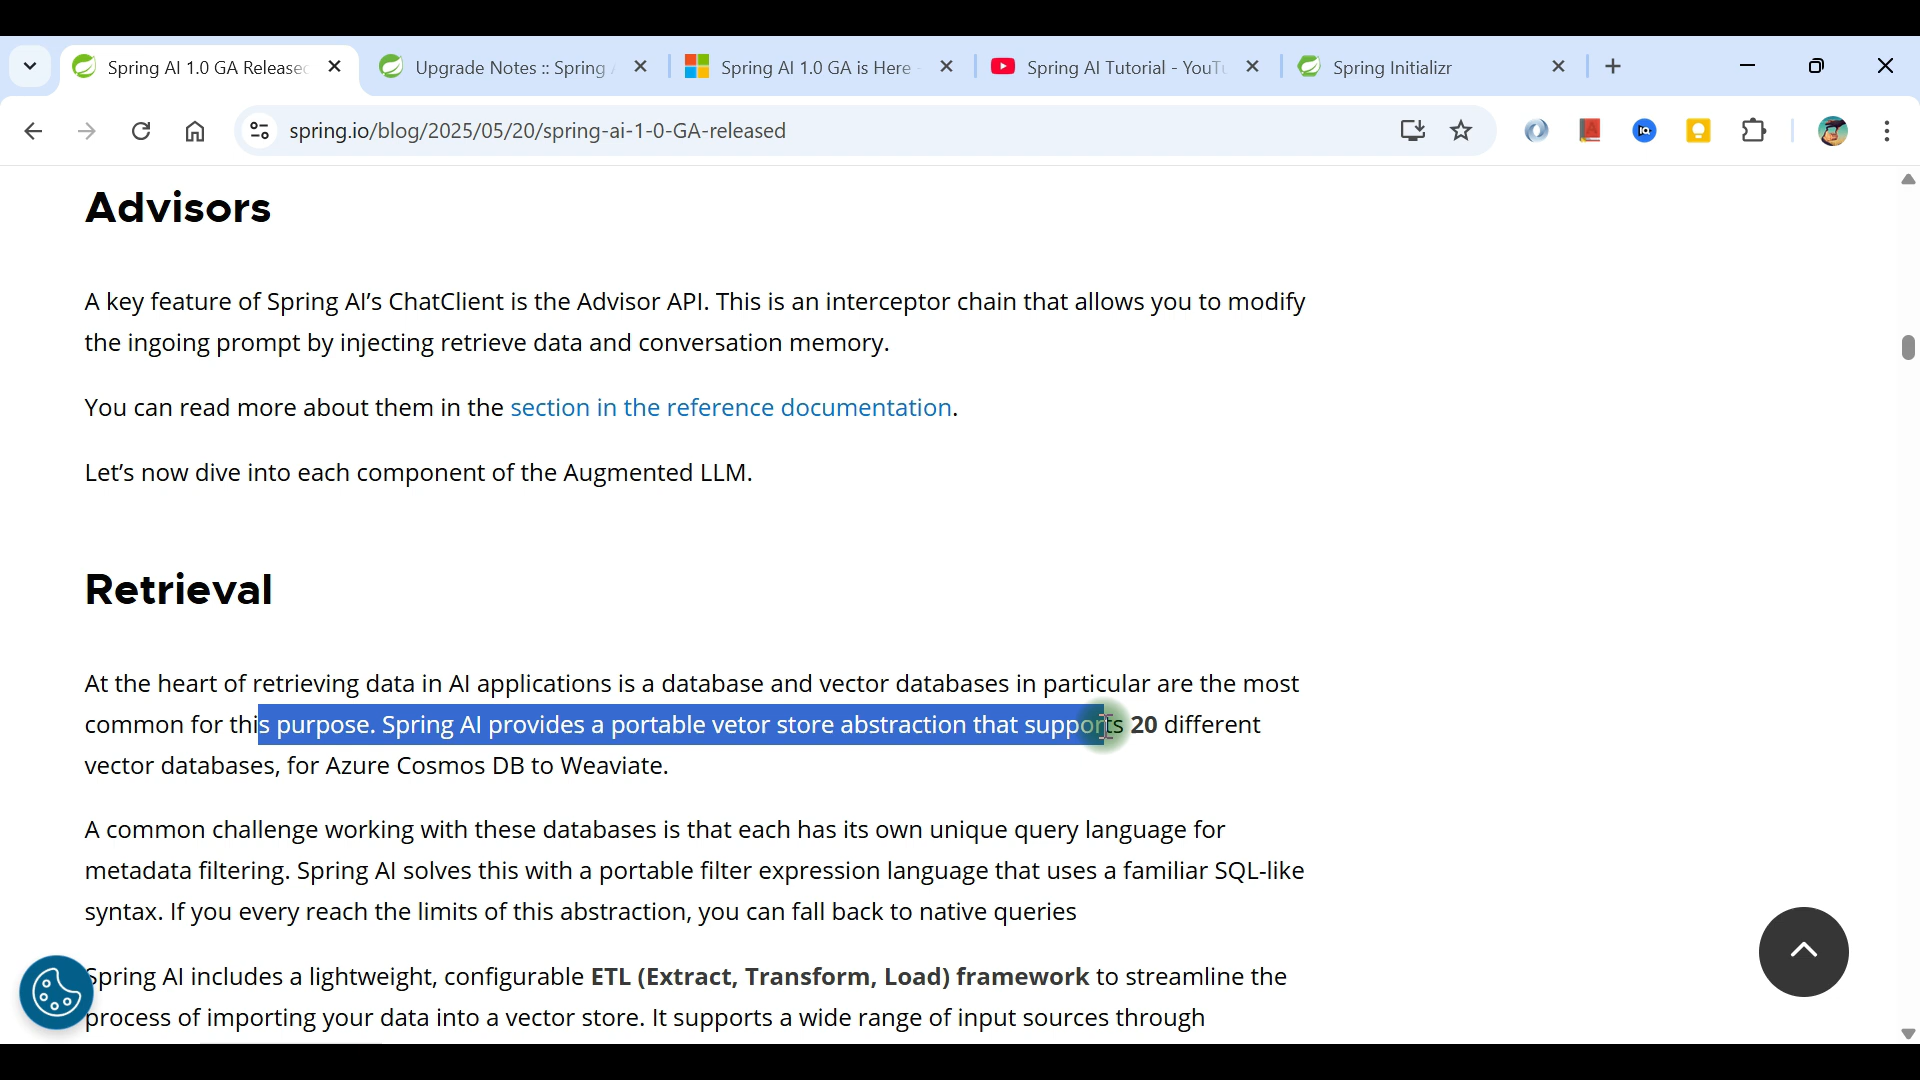 Spring AI 1.0 GA Released
Upgrade Notes :: Spring
Spring AI 1.0 GA is Here
Spring AI Tutorial - YouTu
Spring Initializr
spring.io/blog/2025/05/20/spring-ai-1-0-GA-released
Advisors
A key feature of Spring AI’s ChatClient is the Advisor API. This is an interceptor chain that allows you to modify
the ingoing prompt by injecting retrieve data and conversation memory.
You can read more about them in the section in the reference documentation.
Let’s now dive into each component of the Augmented LLM.
Retrieval
At the heart of retrieving data in AI applications is a database and vector databases in particular are the most
common for this purpose. Spring AI provides a portable vetor store abstraction that supports 20 different
vector databases, for Azure Cosmos DB to Weaviate.
A common challenge working with these databases is that each has its own unique query language for
metadata filtering. Spring AI solves this with a portable filter expression language that uses a familiar SQL-like
syntax. If you every reach the limits of this abstraction, you can fall back to native queries
Spring AI includes a lightweight, configurable ETL (Extract, Transform, Load) framework to streamline the
process of importing your data into a vector store. It supports a wide range of input sources through